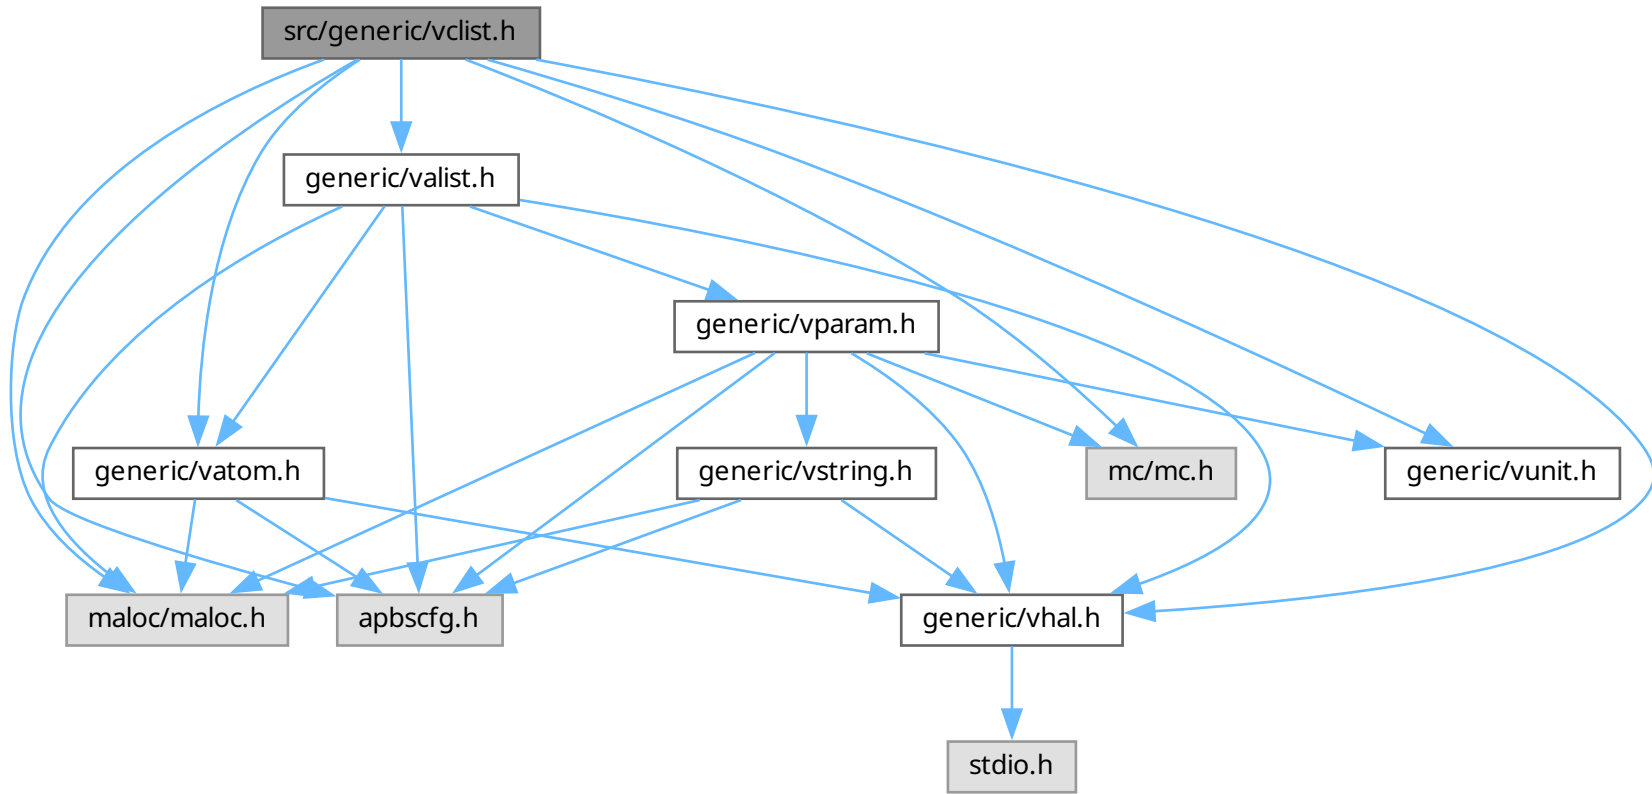 src/generic/vclist.h
generic/valist.h
generic/vparam.h
generic/vatom.h
generic/vstring.h
mc/mc.h
generic/vunit.h
maloc/maloc.h
apbscfg.h
generic/vhal.h
stdio.h